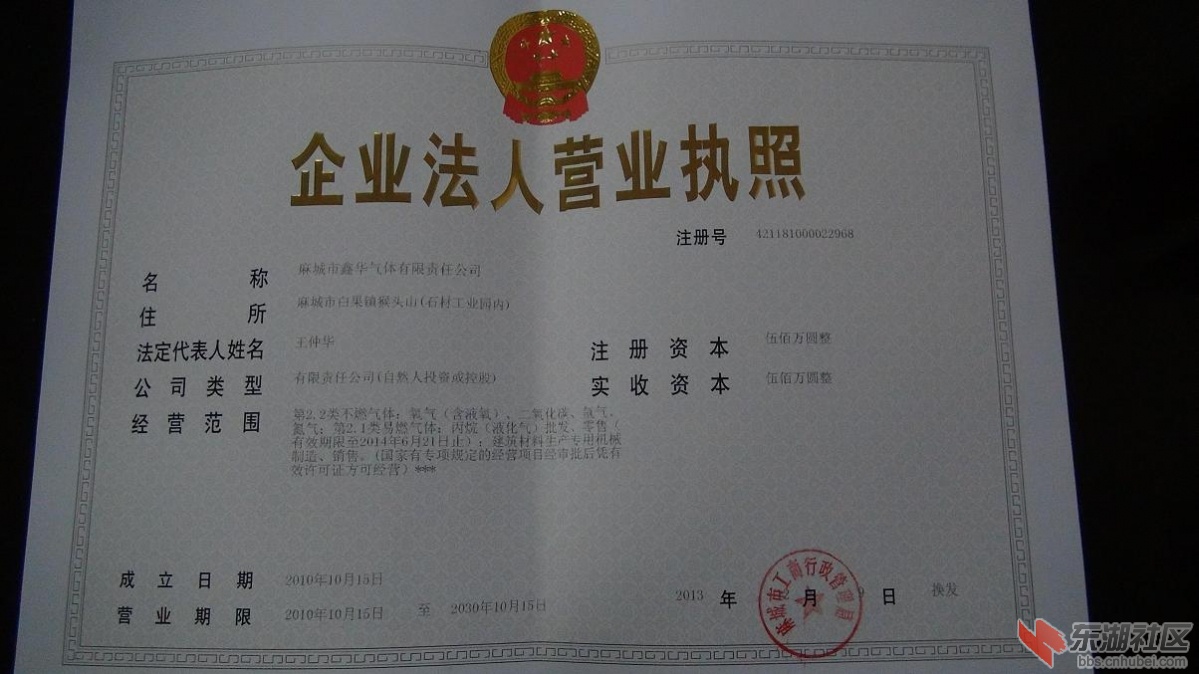 企业法人营业执照
注册号 421181000022968
名称 麻城市鑫华气体有限责任公司
住所 麻城市白果镇猴头山(石材工业园内)
法定代表人姓名 王仲华
注册资本 伍佰万圆整
公司类型 有限责任公司(自然人投资或控股)
实收资本 伍佰万圆整
经营范围 第2.2类不燃气体：氧气（含液氧）、二氧化碳、氩气、
氮气；第2.1类易燃气体：丙烷（液化气）批发、零售（
有效期限至2014年6月21日止）；建筑材料生产专用机械
制造、销售。(国家有专项规定的经营项目经审批后凭有
效许可证方可经营）***
成立日期 2010年10月15日
营业期限 2010年10月15日 至 2030年10月15日
2013 年 月 日 换发
麻城市工商行政管理局
东湖社区
bbs.cnhubei.com